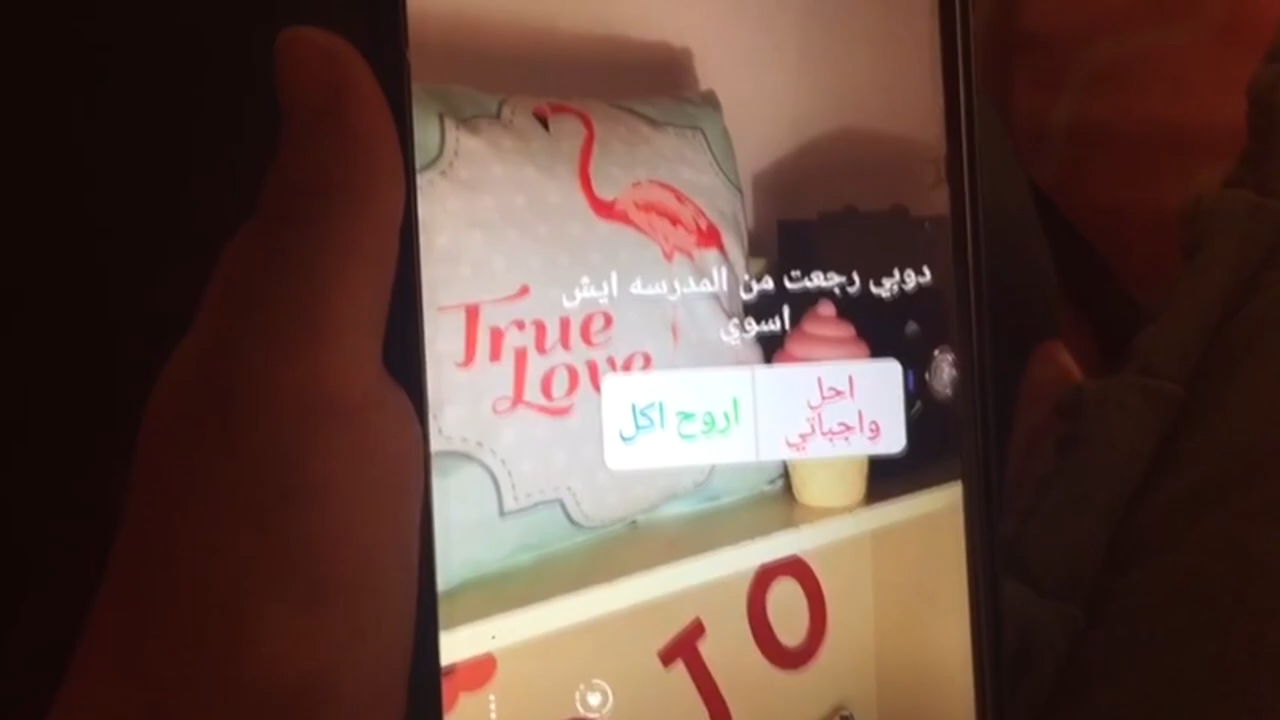 دوبي رجعت من المدرسه ايش
اسوي
True
Love
اروح اكل
احل
واجباتي
TO